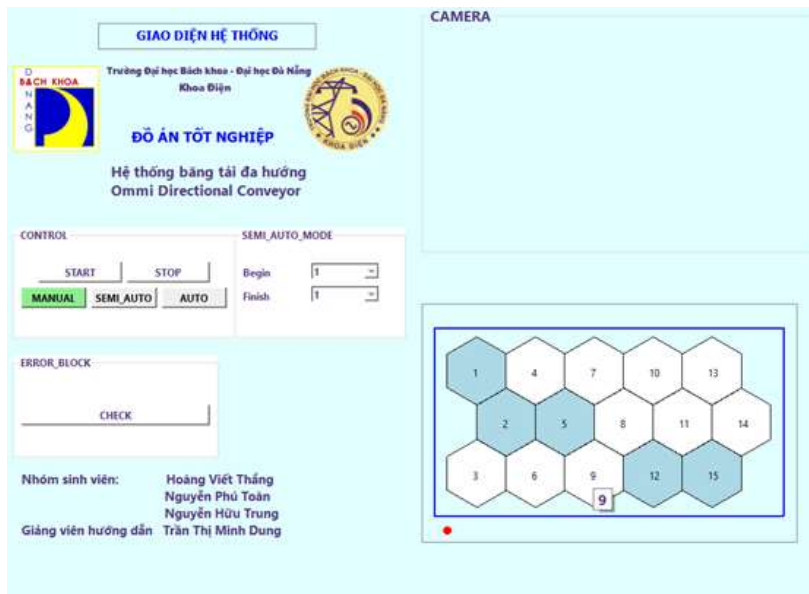 GIAO DIỆN HỆ THỐNG
Trường Đại học Bách khoa - Đại học Đà Nẵng
Khoa Điện
ĐÀ NANG
BÁCH KHOA
KHOA ĐIỆN
ĐỒ ÁN TỐT NGHIỆP
Hệ thống băng tải đa hướng
Ommi Directional Conveyor
CONTROL
START STOP
MANUAL SEMI_AUTO AUTO
SEMI_AUTO_MODE
Begin 1
Finish 1
ERROR_BLOCK
CHECK
Nhóm sinh viên: Hoàng Viết Thắng
Nguyễn Phú Toàn
Nguyễn Hữu Trung
Giảng viên hướng dẫn Trần Thị Minh Dung
CAMERA
1 4 7 10 13
2 5 8 11 14
3 6 9 12 15
9